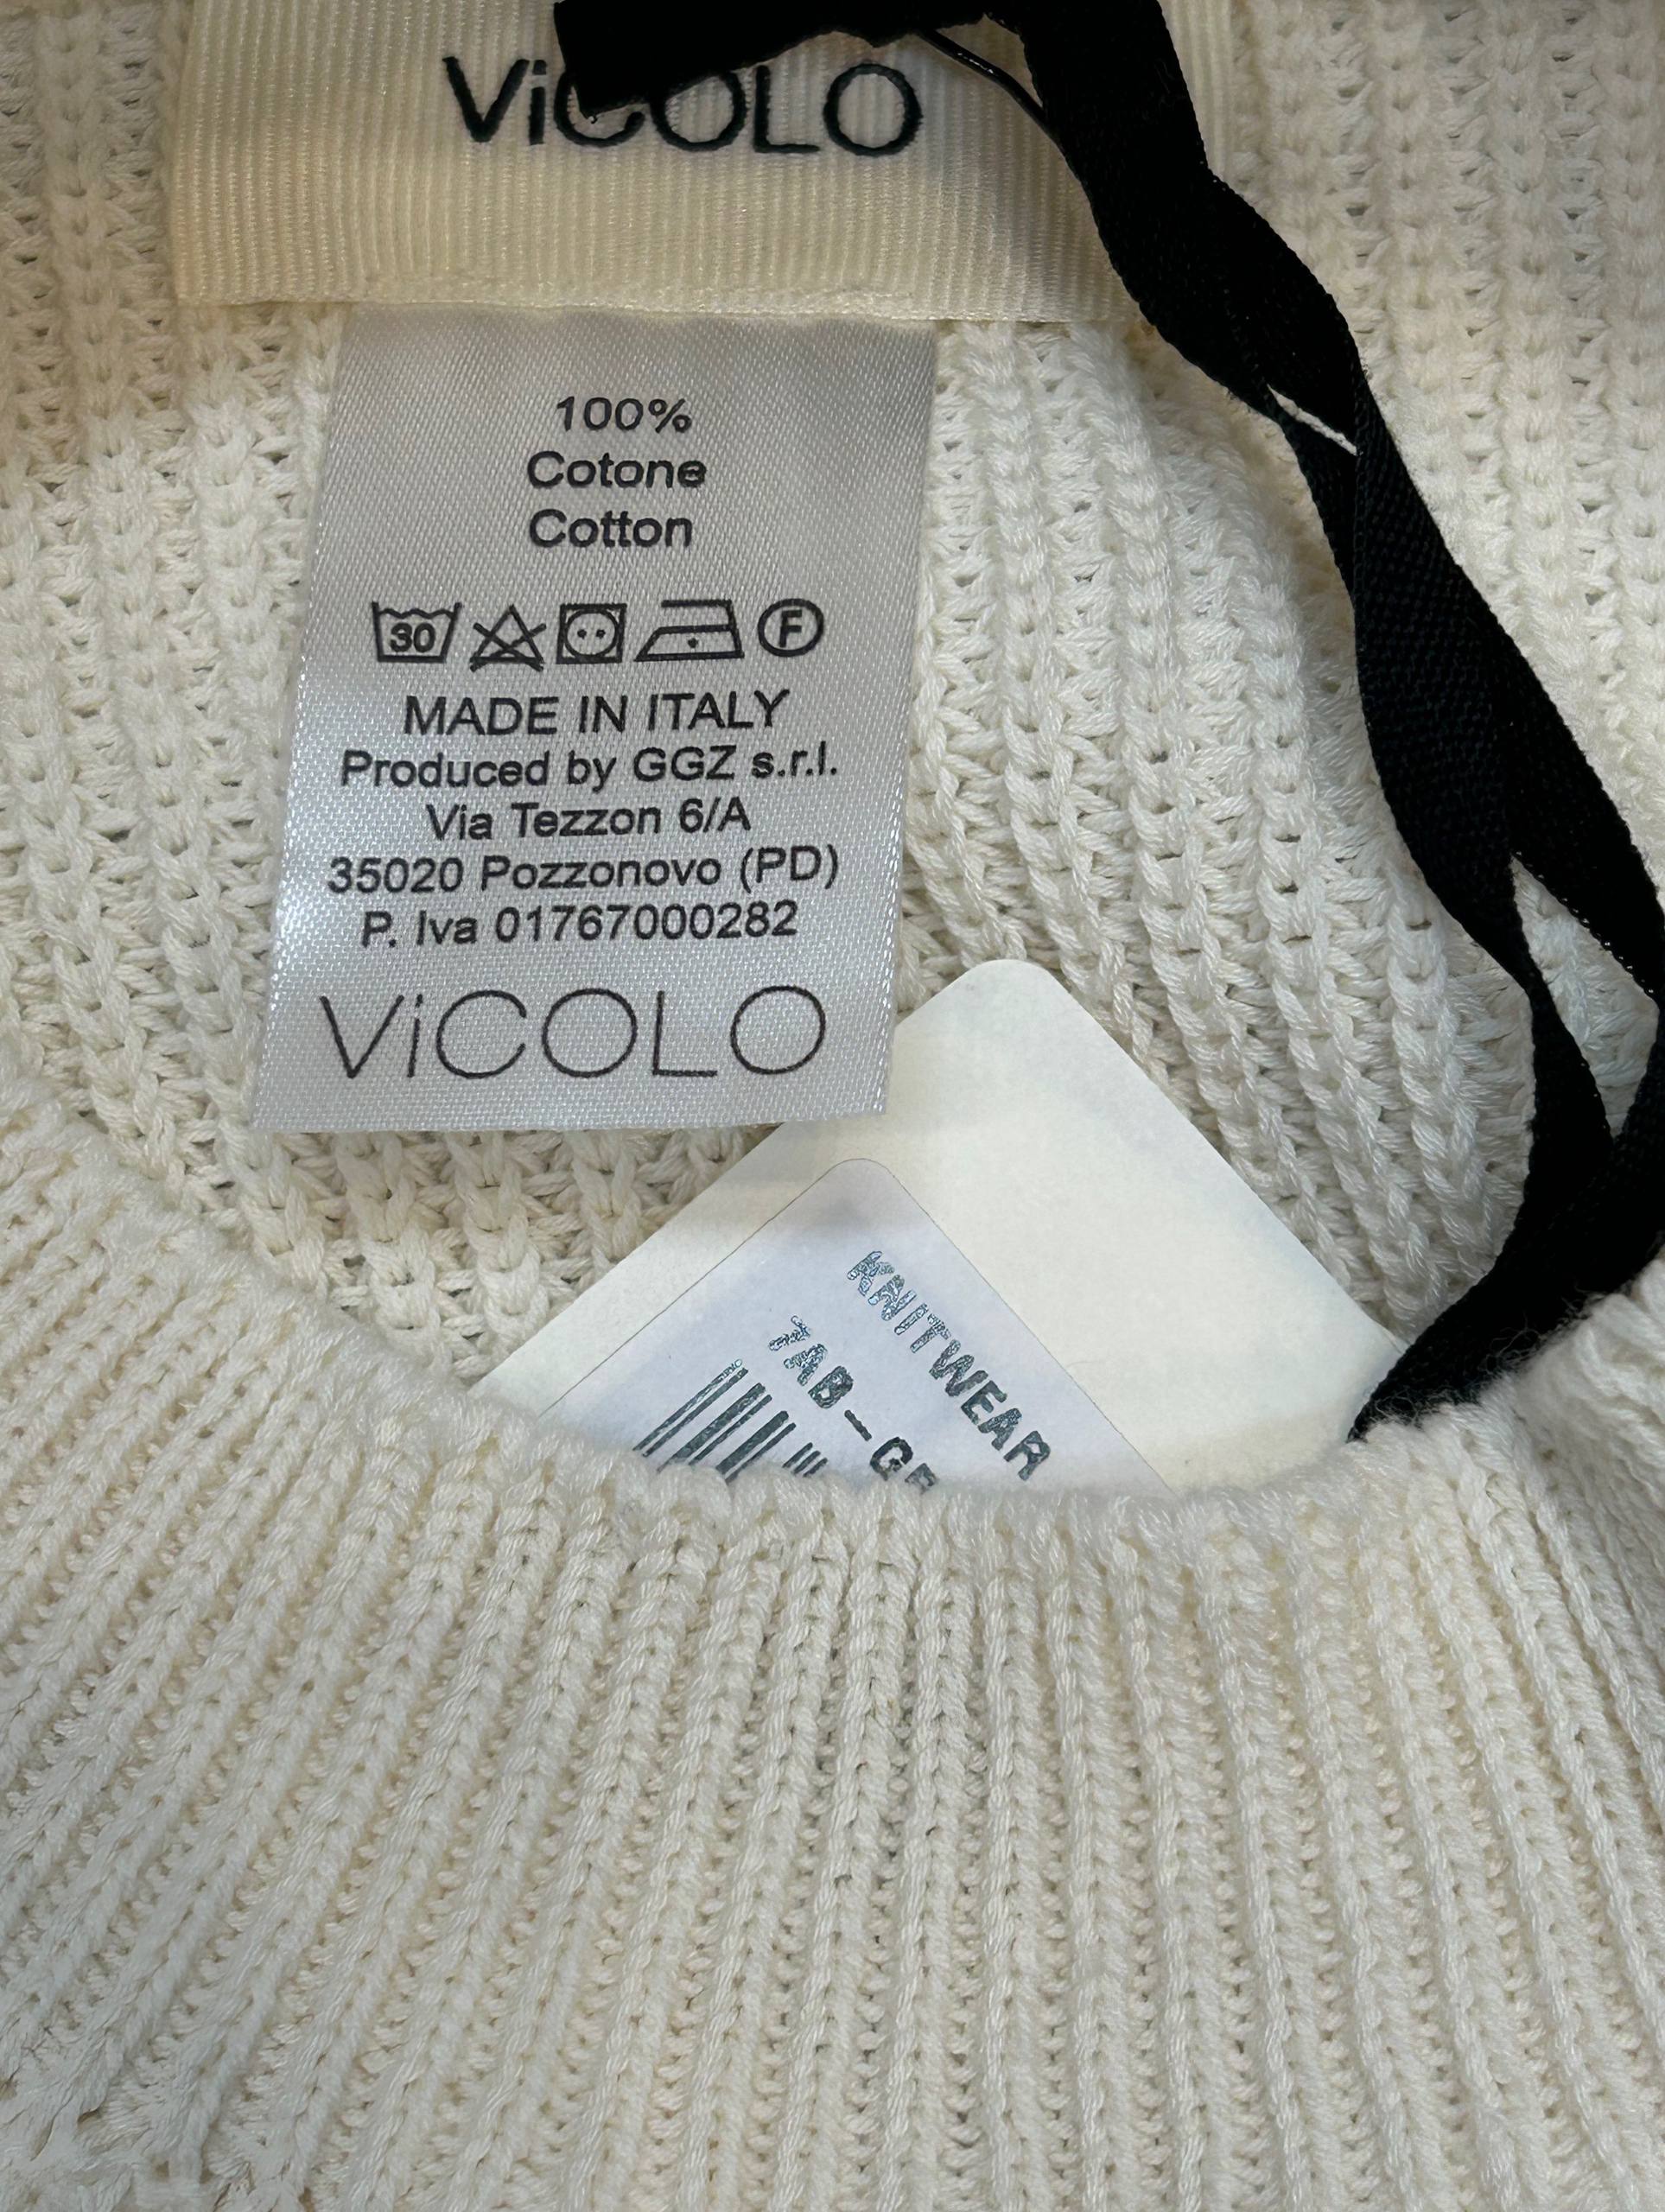 ViCOLO
100%
Cotone
Cotton
30 F
MADE IN ITALY
Produced by GGZ s.r.l.
Via Tezzon 6/A
35020 Pozzonovo (PD)
P. Iva 01767000282
ViCOLO
KNITWEAR